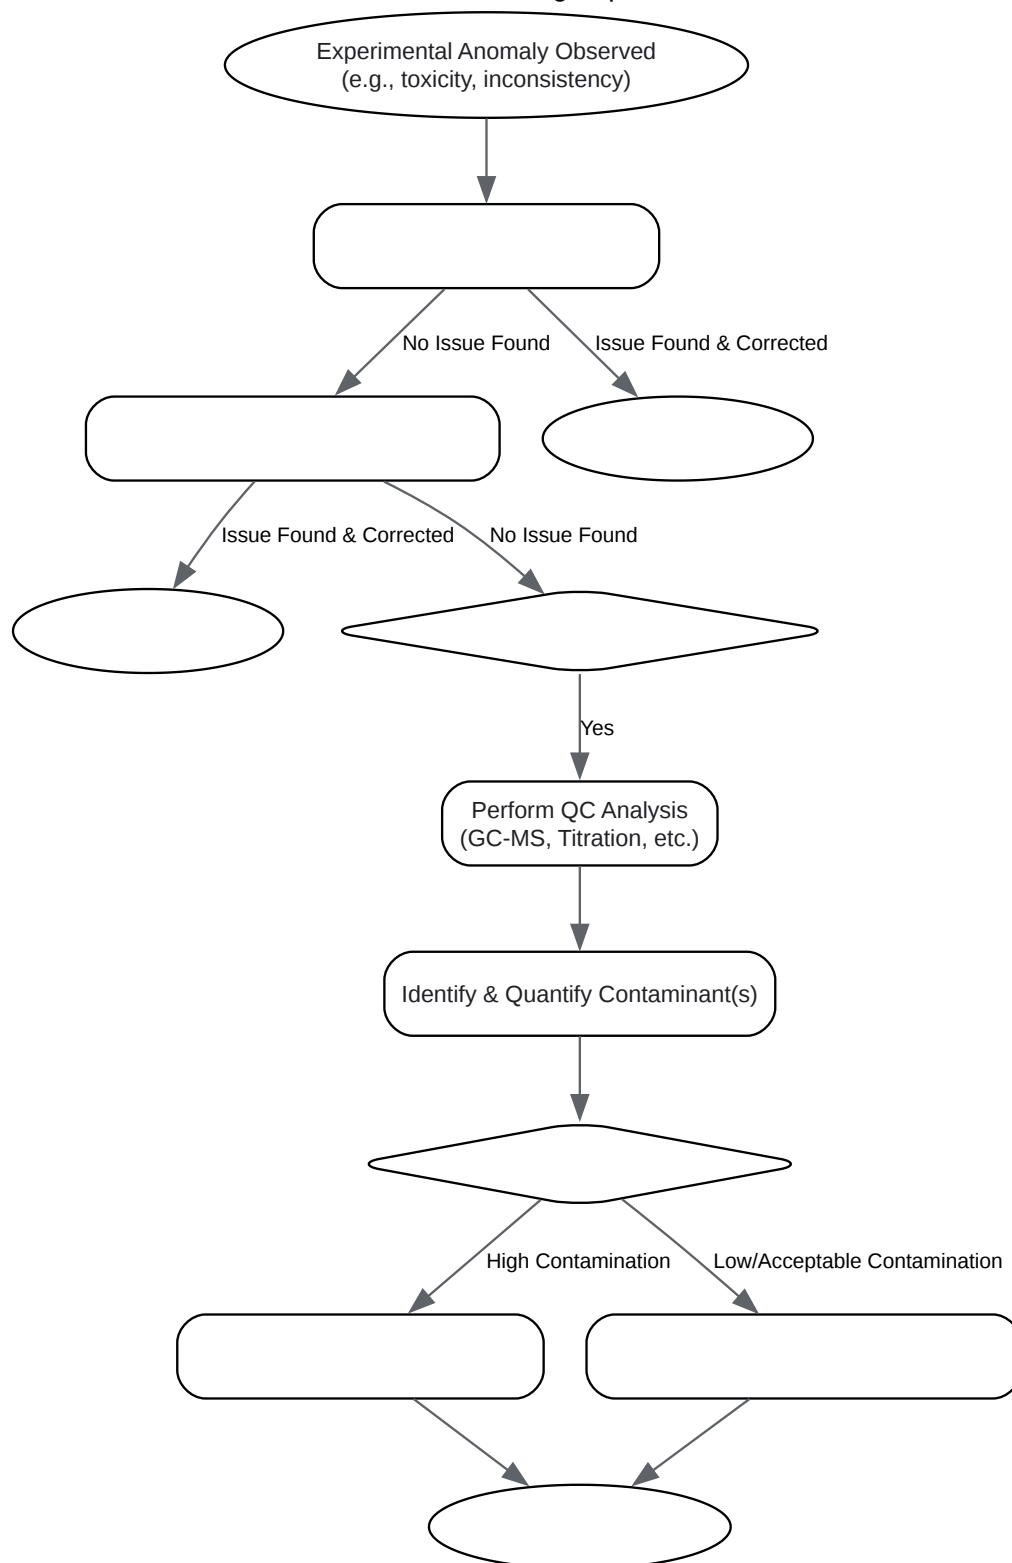 Experimental Anomaly Observed
(e.g., toxicity, inconsistency)
No Issue Found
Issue Found & Corrected
Issue Found & Corrected
No Issue Found
Yes
Perform QC Analysis
(GC-MS, Titration, etc.)
Identify & Quantify Contaminant(s)
High Contamination
Low/Acceptable Contamination